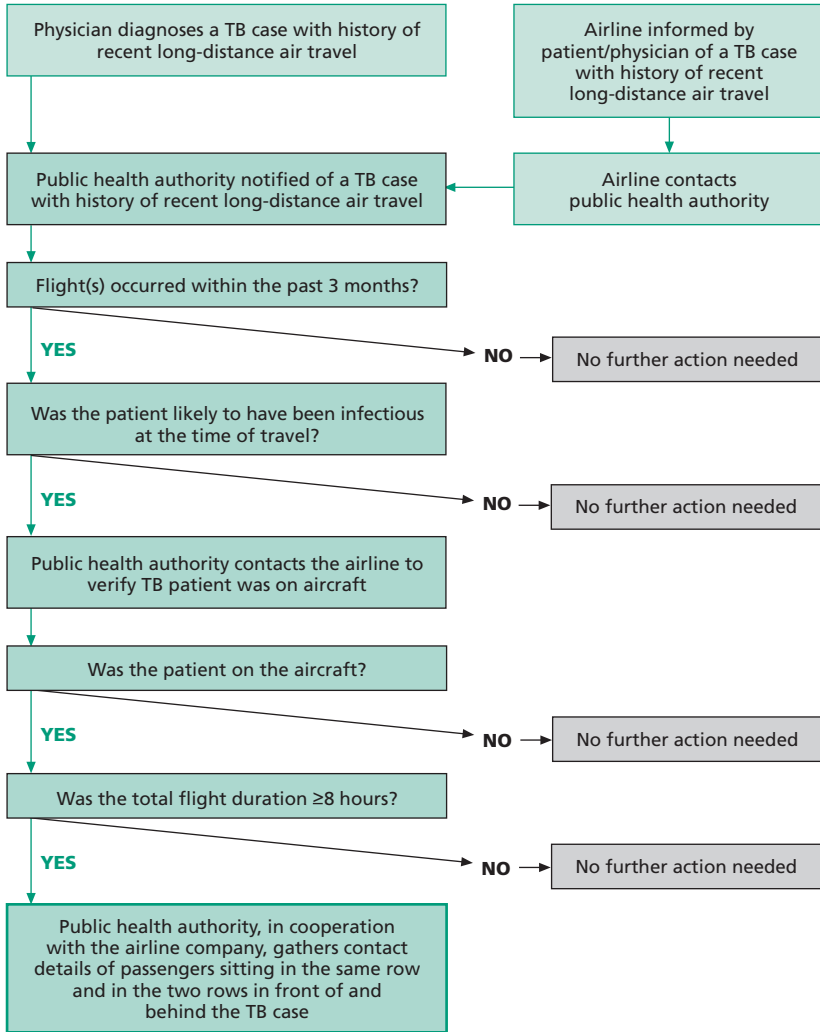 Physician diagnoses a TB case with history of
recent long-distance air travel
Airline informed by
patient/physician of a TB case
with history of recent
long-distance air travel
Public health authority notified of a TB case
with history of recent long-distance air travel
Airline contacts
public health authority
Flight(s) occurred within the past 3 months?
YES
NO
No further action needed
Was the patient likely to have been infectious
at the time of travel?
YES
NO
No further action needed
Public health authority contacts the airline to
verify TB patient was on aircraft
Was the patient on the aircraft?
YES
NO
No further action needed
Was the total flight duration ≥8 hours?
YES
NO
No further action needed
Public health authority, in cooperation
with the airline company, gathers contact
details of passengers sitting in the same row
and in the two rows in front of and
behind the TB case